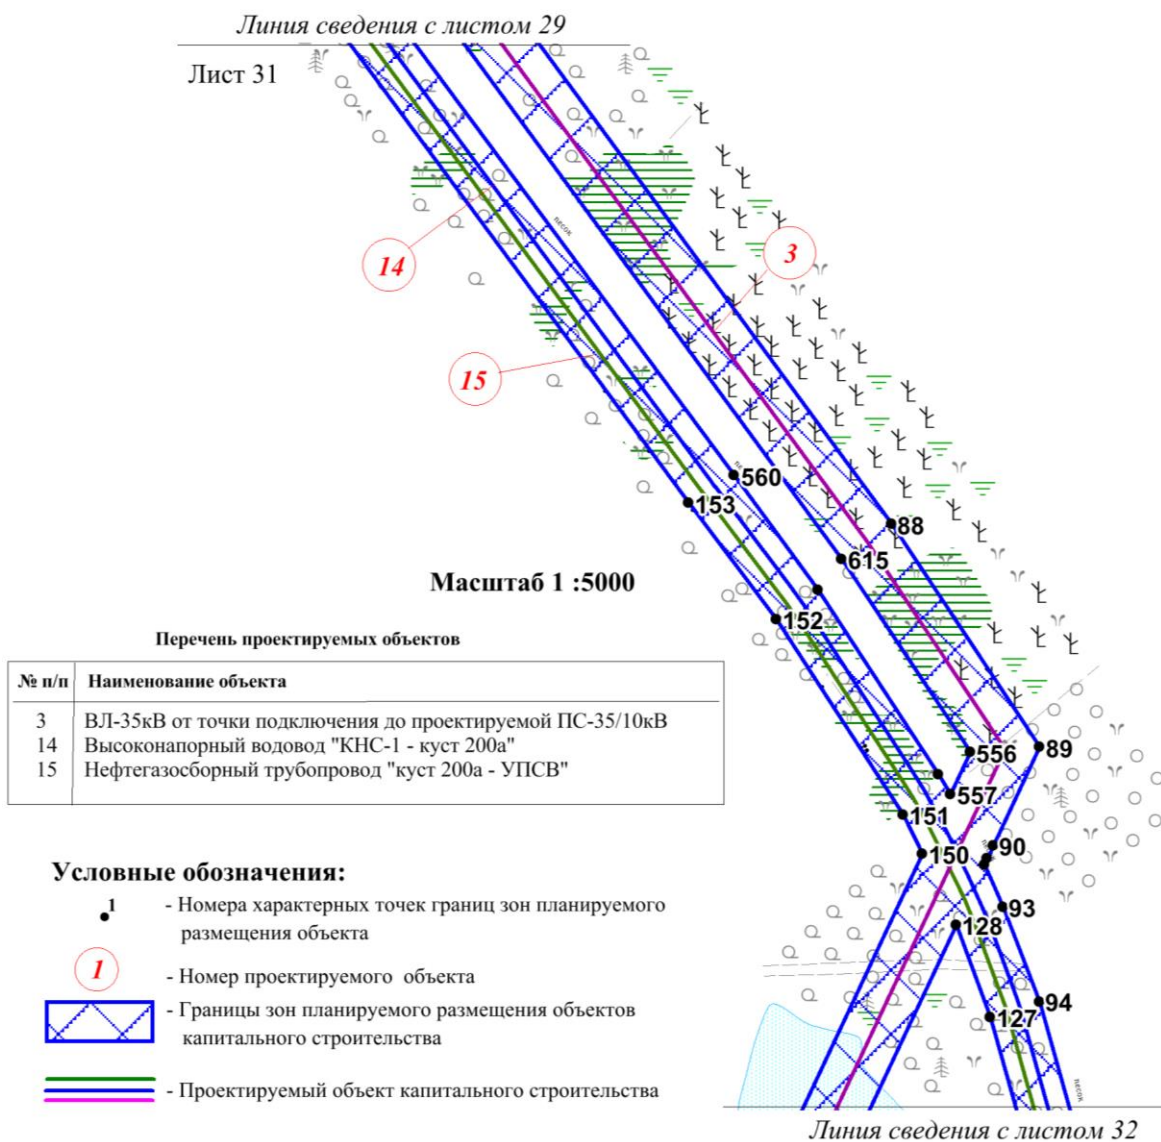 Линия сведения с листом 29
Лист 31
песок
14
3
15
560
153
88
615
Масштаб 1 :5000
152
Перечень проектируемых объектов
№ п/п Наименование объекта
3 ВЛ-35кВ от точки подключения до проектируемой ПС-35/10кВ
14 Высоконапорный водовод "КНС-1 - куст 200а"
15 Нефтегазосборный трубопровод "куст 200а - УПСВ"
556
89
557
151
150
90
Условные обозначения:
1 - Номера характерных точек границ зон планируемого
размещения объекта
93
128
1 - Номер проектируемого объекта
- Границы зон планируемого размещения объектов
капитального строительства
94
127
- Проектируемый объект капитального строительства
песок
Линия сведения с листом 32